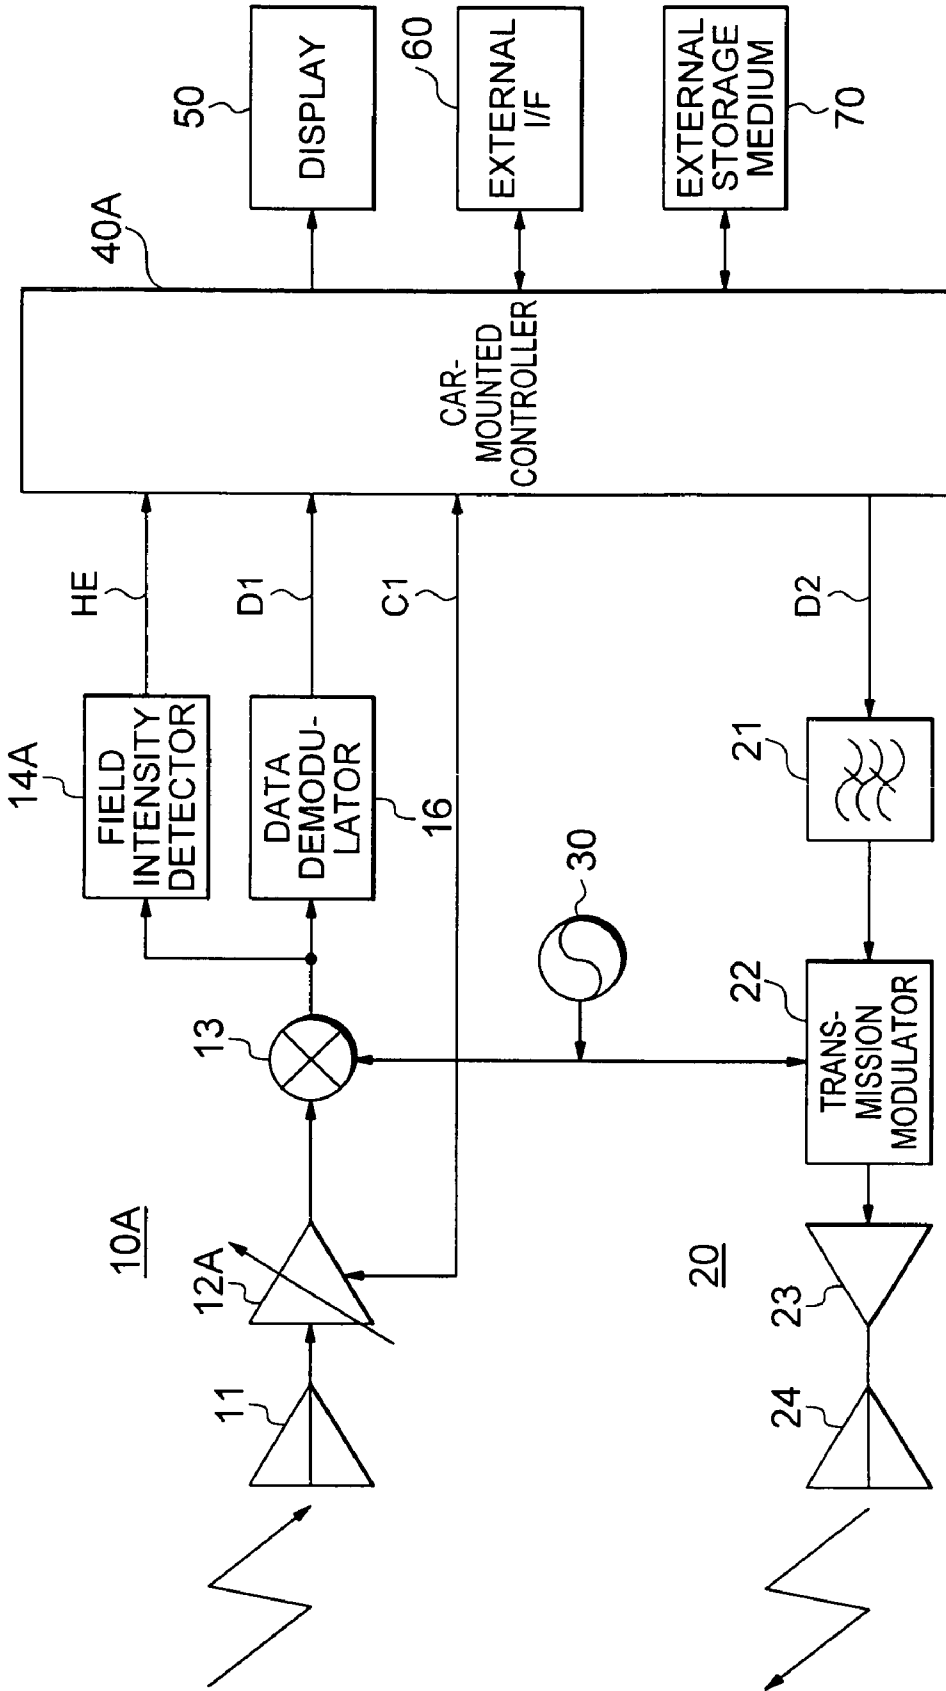 10A
11
12A
13
14A
FIELD
INTENSITY
DETECTOR
HE
DATA
DEMODU-
LATOR
16
D1
C1
40A
CAR-
MOUNTED
CONTROLLER
50
DISPLAY
60
EXTERNAL
I/F
EXTERNAL
STORAGE
MEDIUM
70
30
20
24
23
22
TRANS-
MISSION
MODULATOR
21
D2